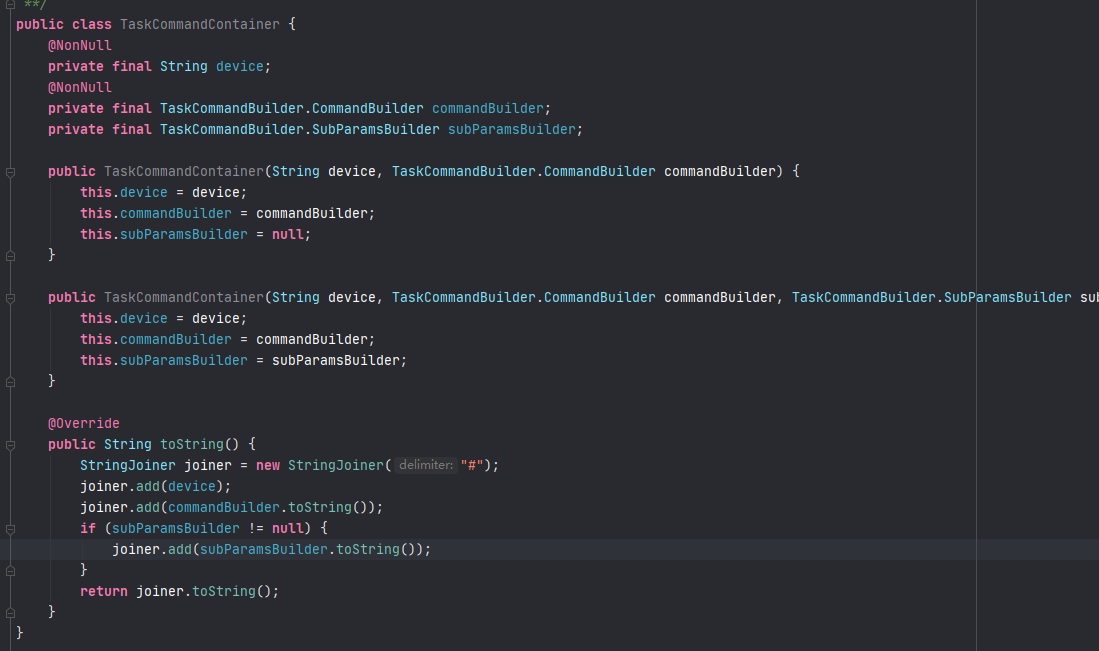 **/
public class TaskCommandContainer {
    @NonNull
    private final String device;
    @NonNull
    private final TaskCommandBuilder.CommandBuilder commandBuilder;
    private final TaskCommandBuilder.SubParamsBuilder subParamsBuilder;

    public TaskCommandContainer(String device, TaskCommandBuilder.CommandBuilder commandBuilder) {
        this.device = device;
        this.commandBuilder = commandBuilder;
        this.subParamsBuilder = null;
    }

    public TaskCommandContainer(String device, TaskCommandBuilder.CommandBuilder commandBuilder, TaskCommandBuilder.SubParamsBuilder
        this.device = device;
        this.commandBuilder = commandBuilder;
        this.subParamsBuilder = subParamsBuilder;
    }

    @Override
    public String toString() {
        StringJoiner joiner = new StringJoiner( delimiter: "#");
        joiner.add(device);
        joiner.add(commandBuilder.toString());
        if (subParamsBuilder != null) {
            joiner.add(subParamsBuilder.toString());
        }
        return joiner.toString();
    }
}